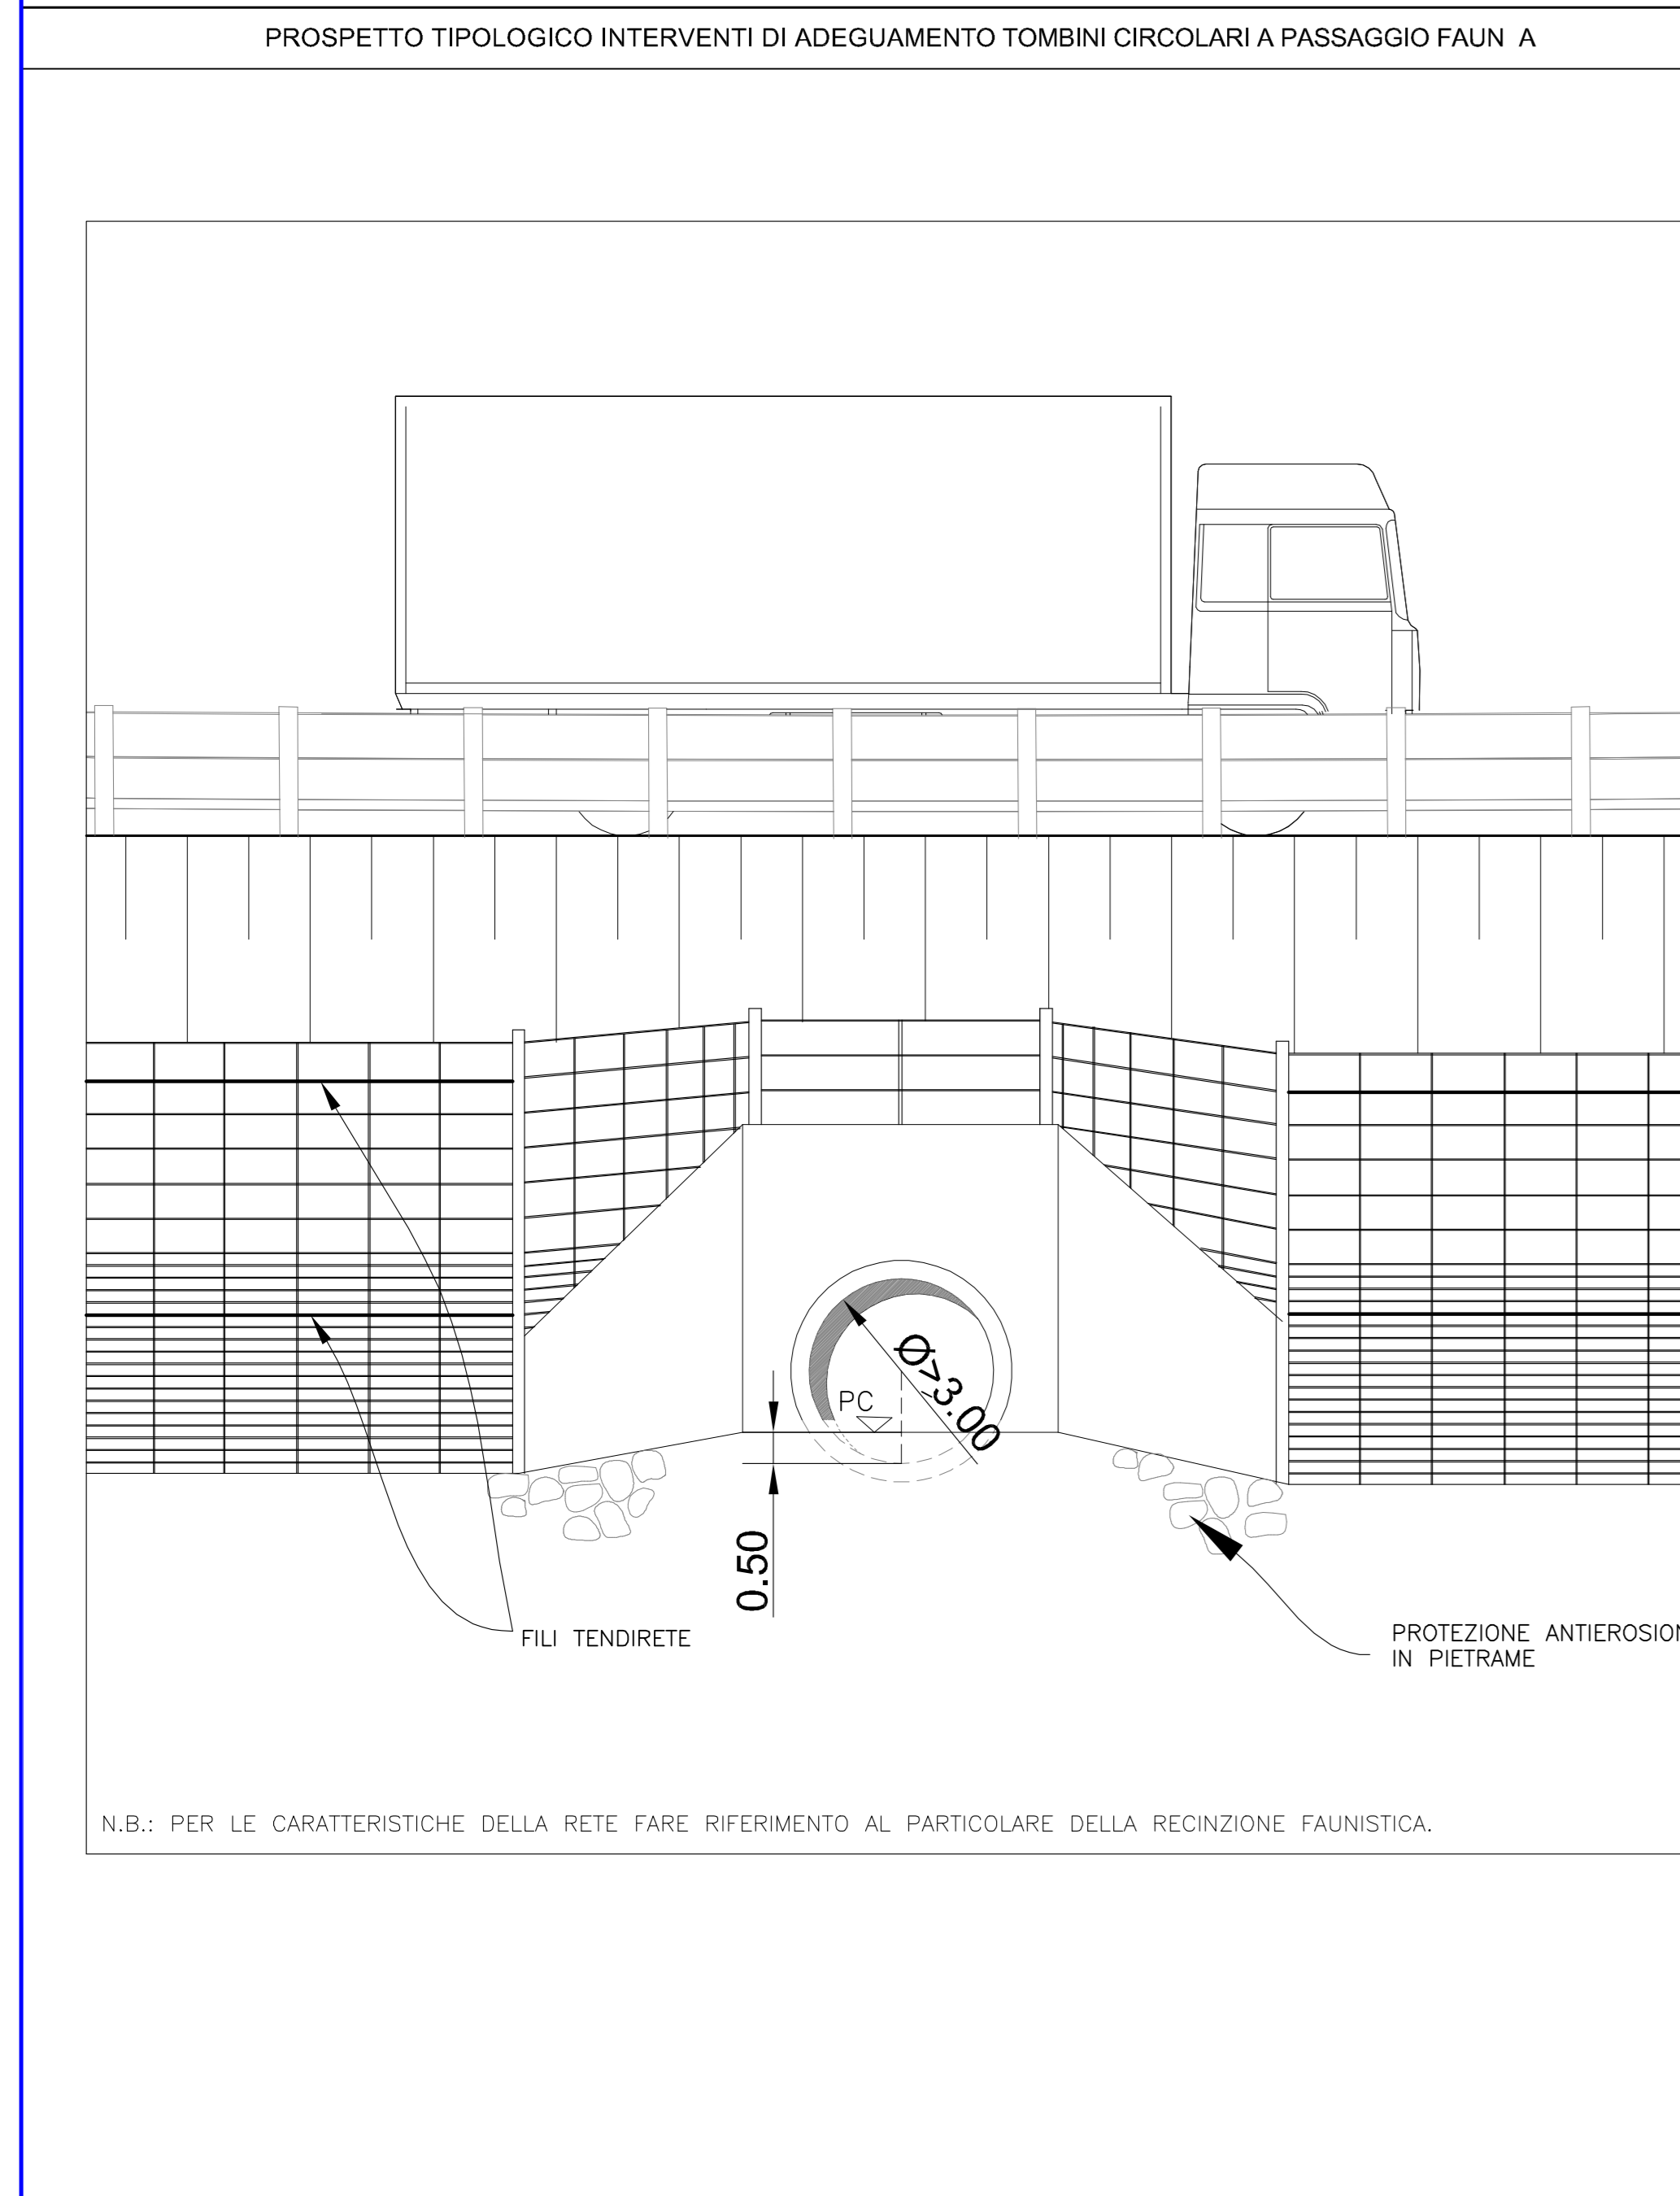 PROSPETTO TIPOLOGICO INTERVENTI DI ADEGUAMENTO TOMBINI CIRCOLARI A PASSAGGIO FAUN A
Ø>3.00
PC
0.50
FILI TENDIRETE
PROTEZIONE ANTIEROSION
IN PIETRAME
N.B.: PER LE CARATTERISTICHE DELLA RETE FARE RIFERIMENTO AL PARTICOLARE DELLA RECINZIONE FAUNISTICA.